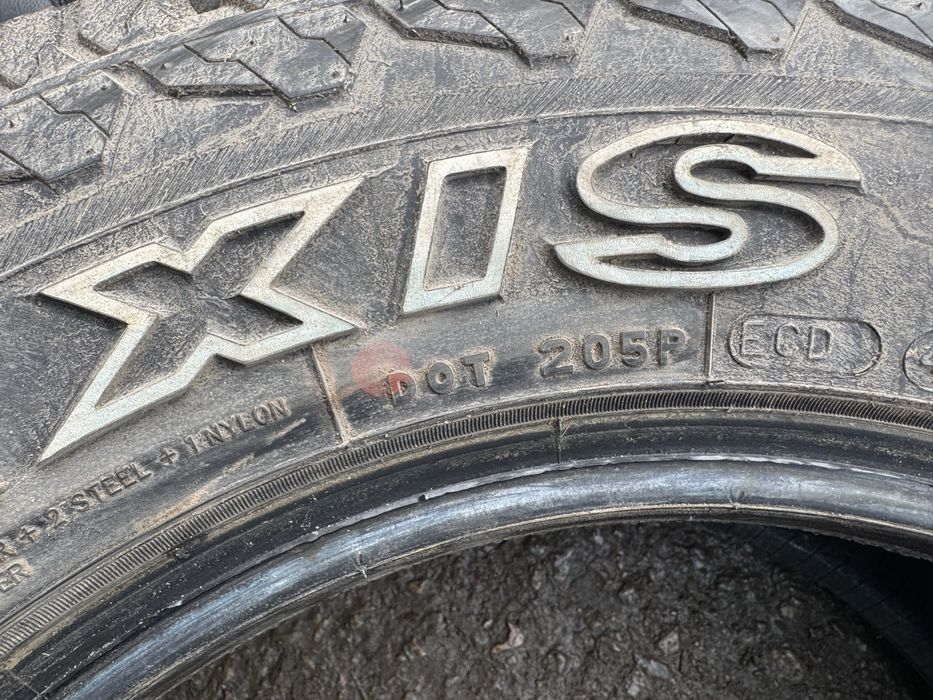 XIS
DOT 205P
ECD
+ 2 STEEL + 1 NYLON